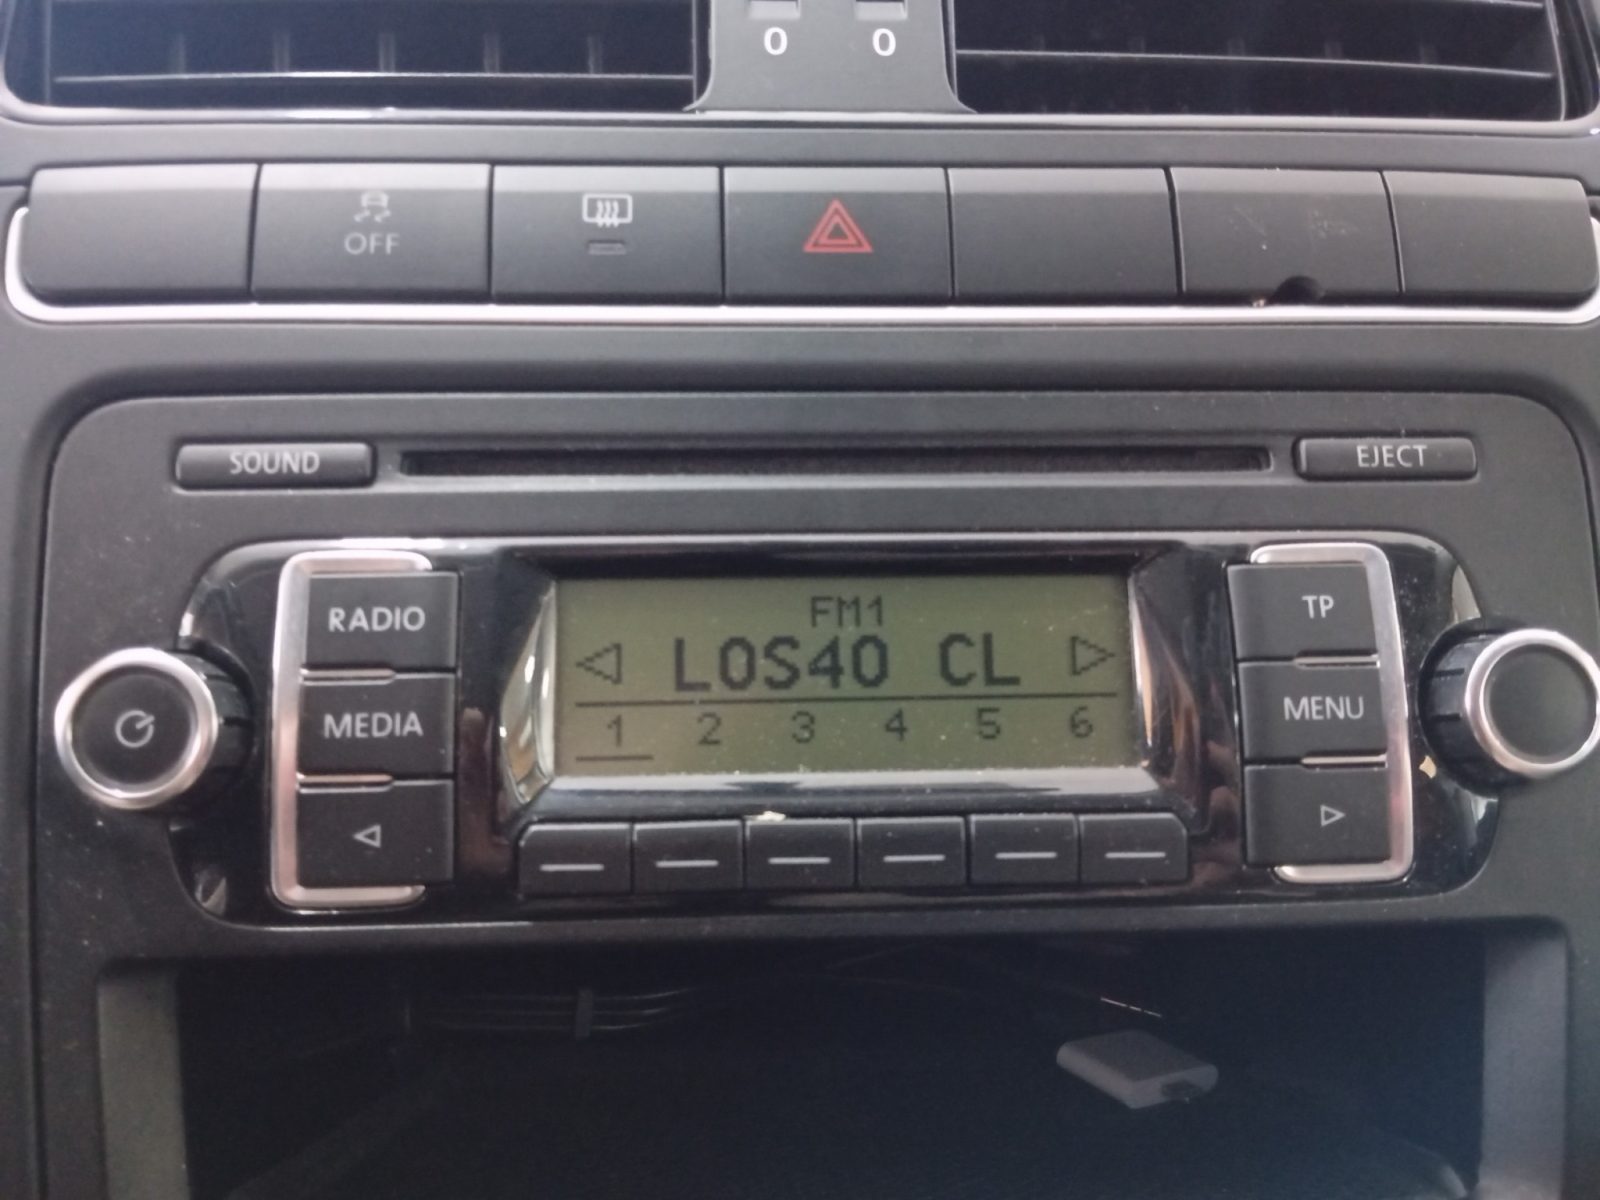 0 0
OFF
SOUND
EJECT
RADIO
MEDIA
FM1
LOS40 CL
1 2 3 4 5 6
TP
MENU